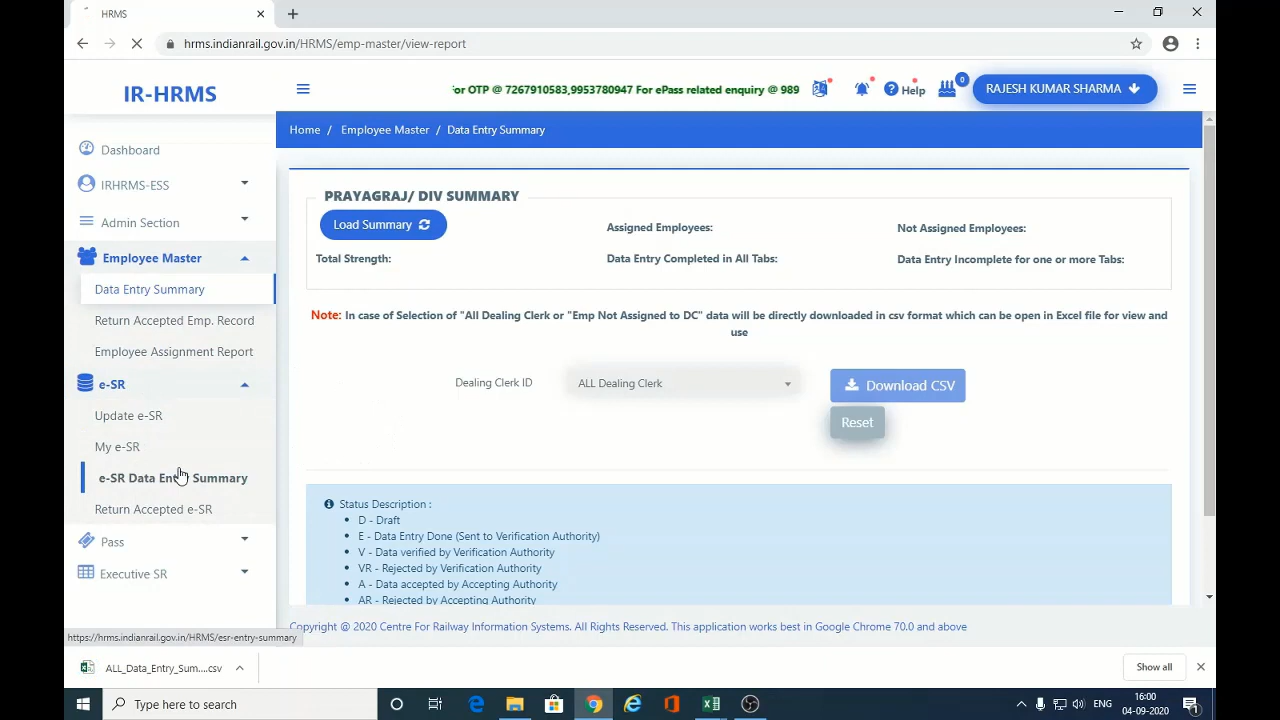 HRMS
hrms.indianrail.gov.in/HRMS/emp-master/view-report
IR-HRMS
For OTP @ 7267910583,9953780947 For ePass related enquiry @ 989
Help
0
RAJESH KUMAR SHARMA
Home / Employee Master / Data Entry Summary
Dashboard
IRHRMS-ESS
Admin Section
Employee Master
Data Entry Summary
Return Accepted Emp. Record
Employee Assignment Report
e-SR
Update e-SR
My e-SR
e-SR Data Entry Summary
Return Accepted e-SR
Pass
Executive SR
PRAYAGRAJ/ DIV SUMMARY
Load Summary
Assigned Employees:
Not Assigned Employees:
Total Strength:
Data Entry Completed in All Tabs:
Data Entry Incomplete for one or more Tabs:
Note: In case of Selection of "All Dealing Clerk or "Emp Not Assigned to DC" data will be directly downloaded in csv format which can be open in Excel file for view and
use
Dealing Clerk ID
ALL Dealing Clerk
Download CSV
Reset
Status Description :
D - Draft
E - Data Entry Done (Sent to Verification Authority)
V - Data verified by Verification Authority
VR - Rejected by Verification Authority
A - Data accepted by Accepting Authority
AR - Rejected by Accepting Authority
Copyright @ 2020 Centre For Railway Information Systems. All Rights Reserved. This application works best in Google Chrome 70.0 and above
https://hrms.indianrail.gov.in/HRMS/esr-entry-summary
ALL_Data_Entry_Sum....csv
Show all
Type here to search
ENG
16:00
04-09-2020
1